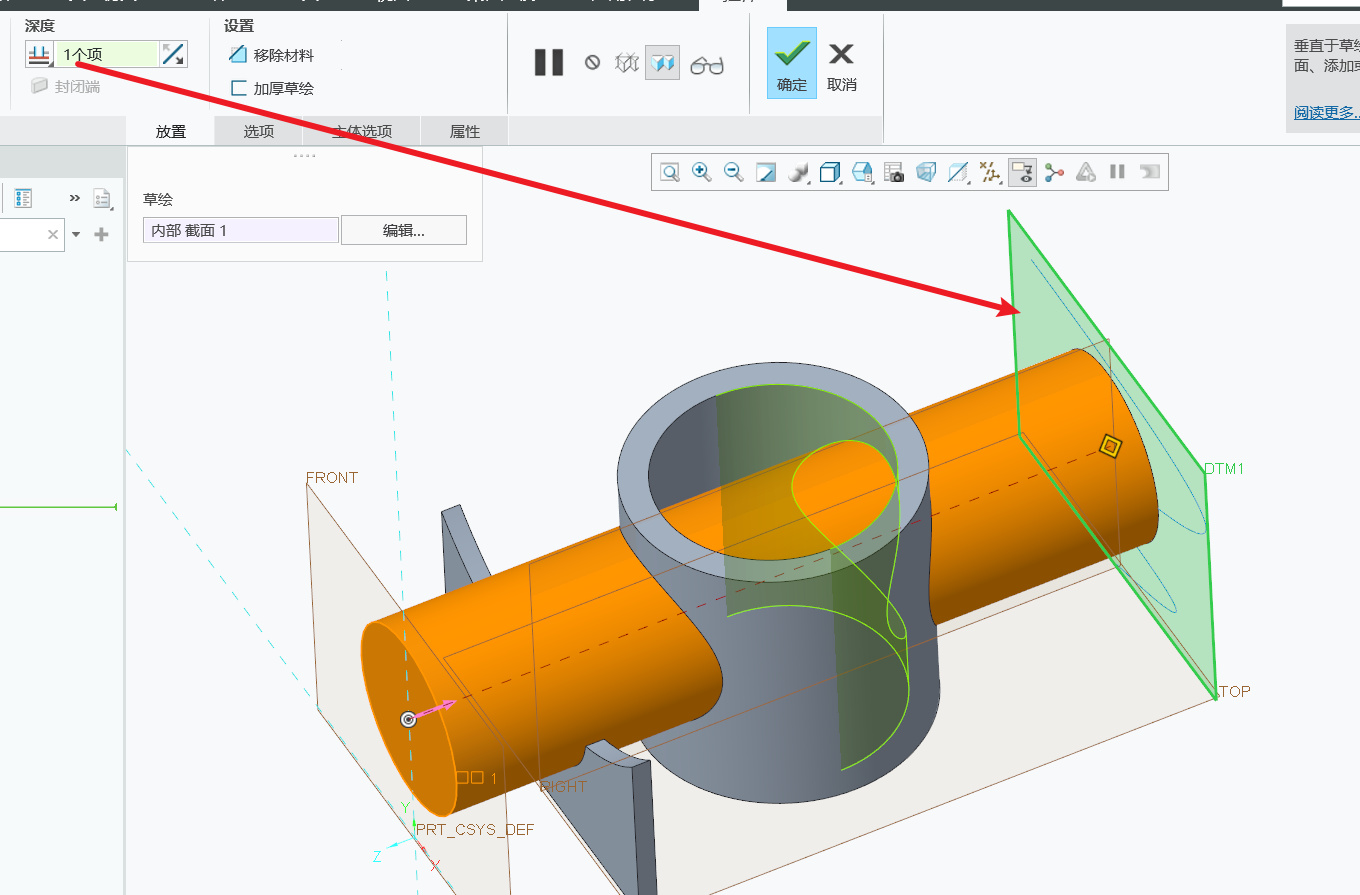 深度
设置
1个项
移除材料
封闭端
加厚草绘
确定
取消
垂直于草绘
面、添加或
阅读更多..
放置
选项
主体选项
属性
草绘
内部 截面 1
编辑...
FRONT
DTM1
TOP
1
RIGHT
Y
PRT_CSYS_DEF
Z
X